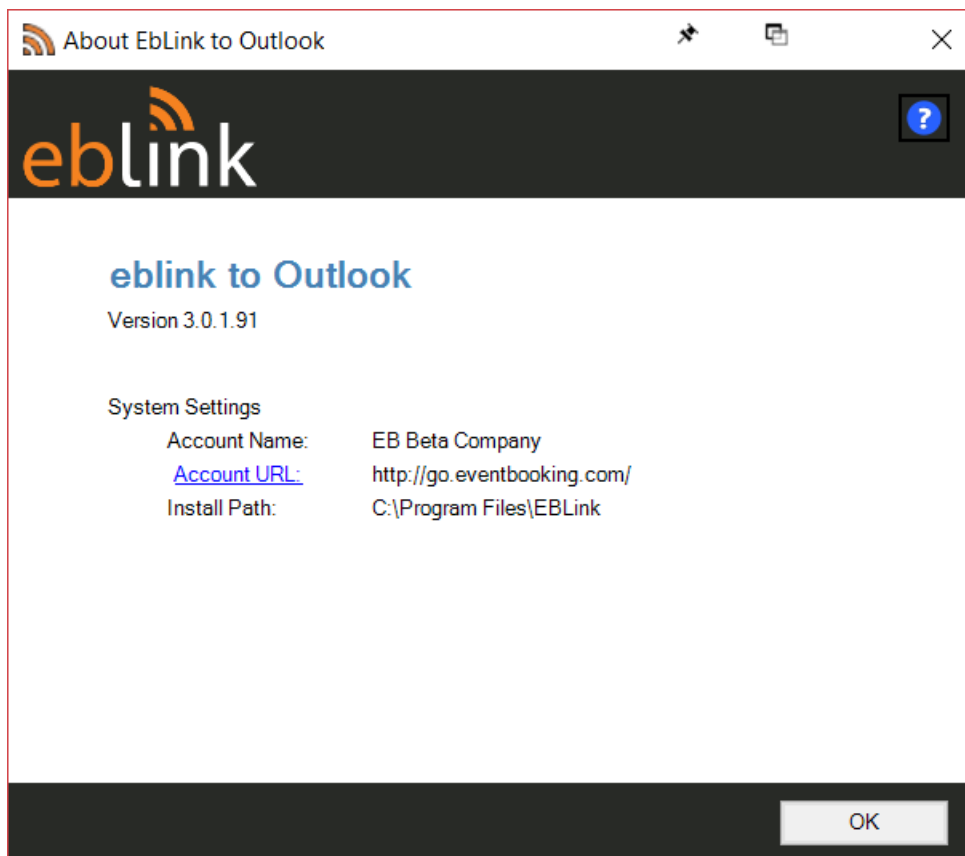 About EbLink to Outlook
eblink
?
eblink to Outlook
Version 3.0.1.91
System Settings
Account Name: EB Beta Company
Account URL: http://go.eventbooking.com/
Install Path: C:\Program Files\EBLink
OK